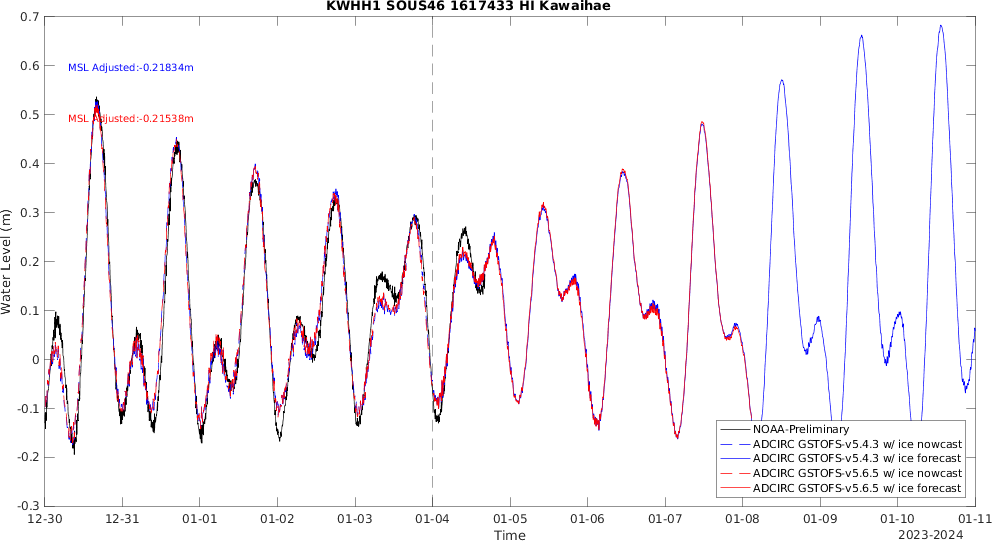 KWHH1 SOUS46 1617433 HI Kawaihae
MSL Adjusted:-0.21834m
MSL Adjusted:-0.21538m
Water Level (m)
0.7
0.6
0.5
0.4
0.3
0.2
0.1
0
-0.1
-0.2
-0.3
NOAA-Preliminary
ADCIRC GSTOFS-v5.4.3 w/ ice nowcast
ADCIRC GSTOFS-v5.4.3 w/ ice forecast
ADCIRC GSTOFS-v5.6.5 w/ ice nowcast
ADCIRC GSTOFS-v5.6.5 w/ ice forecast
12-30 12-31 01-01 01-02 01-03 01-04 01-05 01-06 01-07 01-08 01-09 01-10 01-11
Time
2023-2024